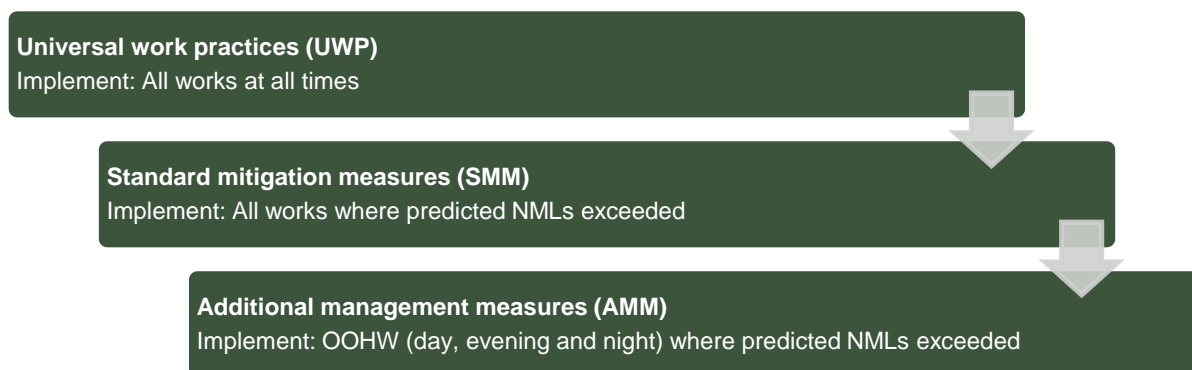 Universal work practices (UWP)
Implement: All works at all times
Standard mitigation measures (SMM)
Implement: All works where predicted NMLs exceeded
Additional management measures (AMM)
Implement: OOHW (day, evening and night) where predicted NMLs exceeded